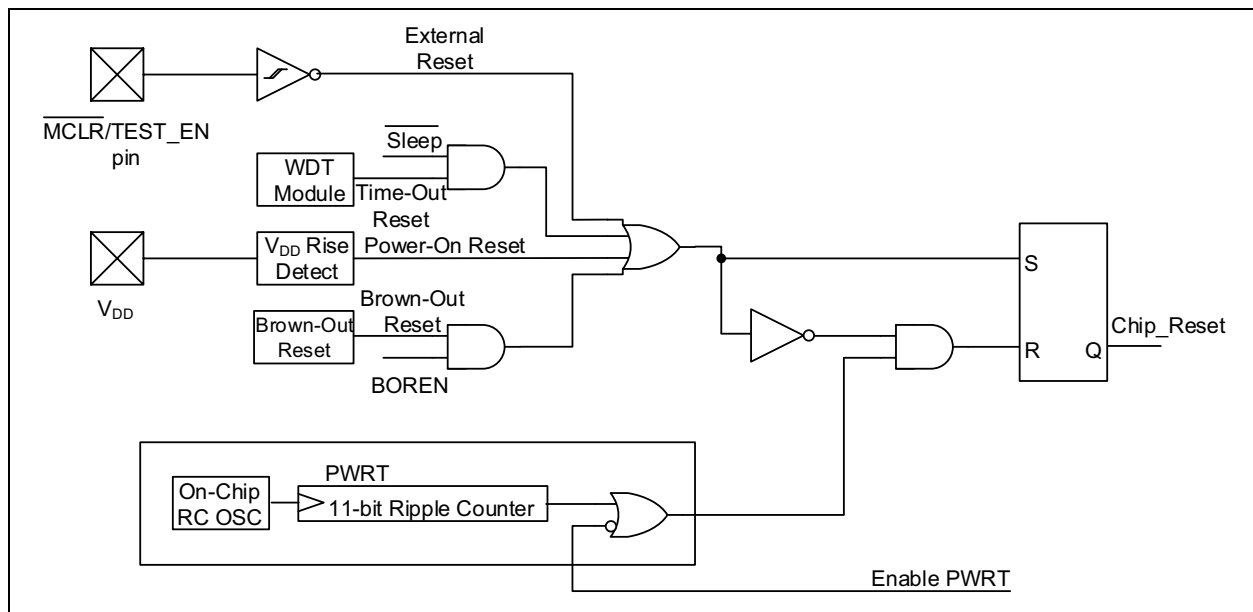 External
Reset
MCLR/TEST_EN
pin
Sleep
WDT
Module
Time-Out
Reset
VDD Rise
Detect
Power-On Reset
VDD
Brown-Out
Reset
Brown-Out
Reset
BOREN
S
R
Q
Chip_Reset
PWRT
On-Chip
RC OSC
11-bit Ripple Counter
Enable PWRT